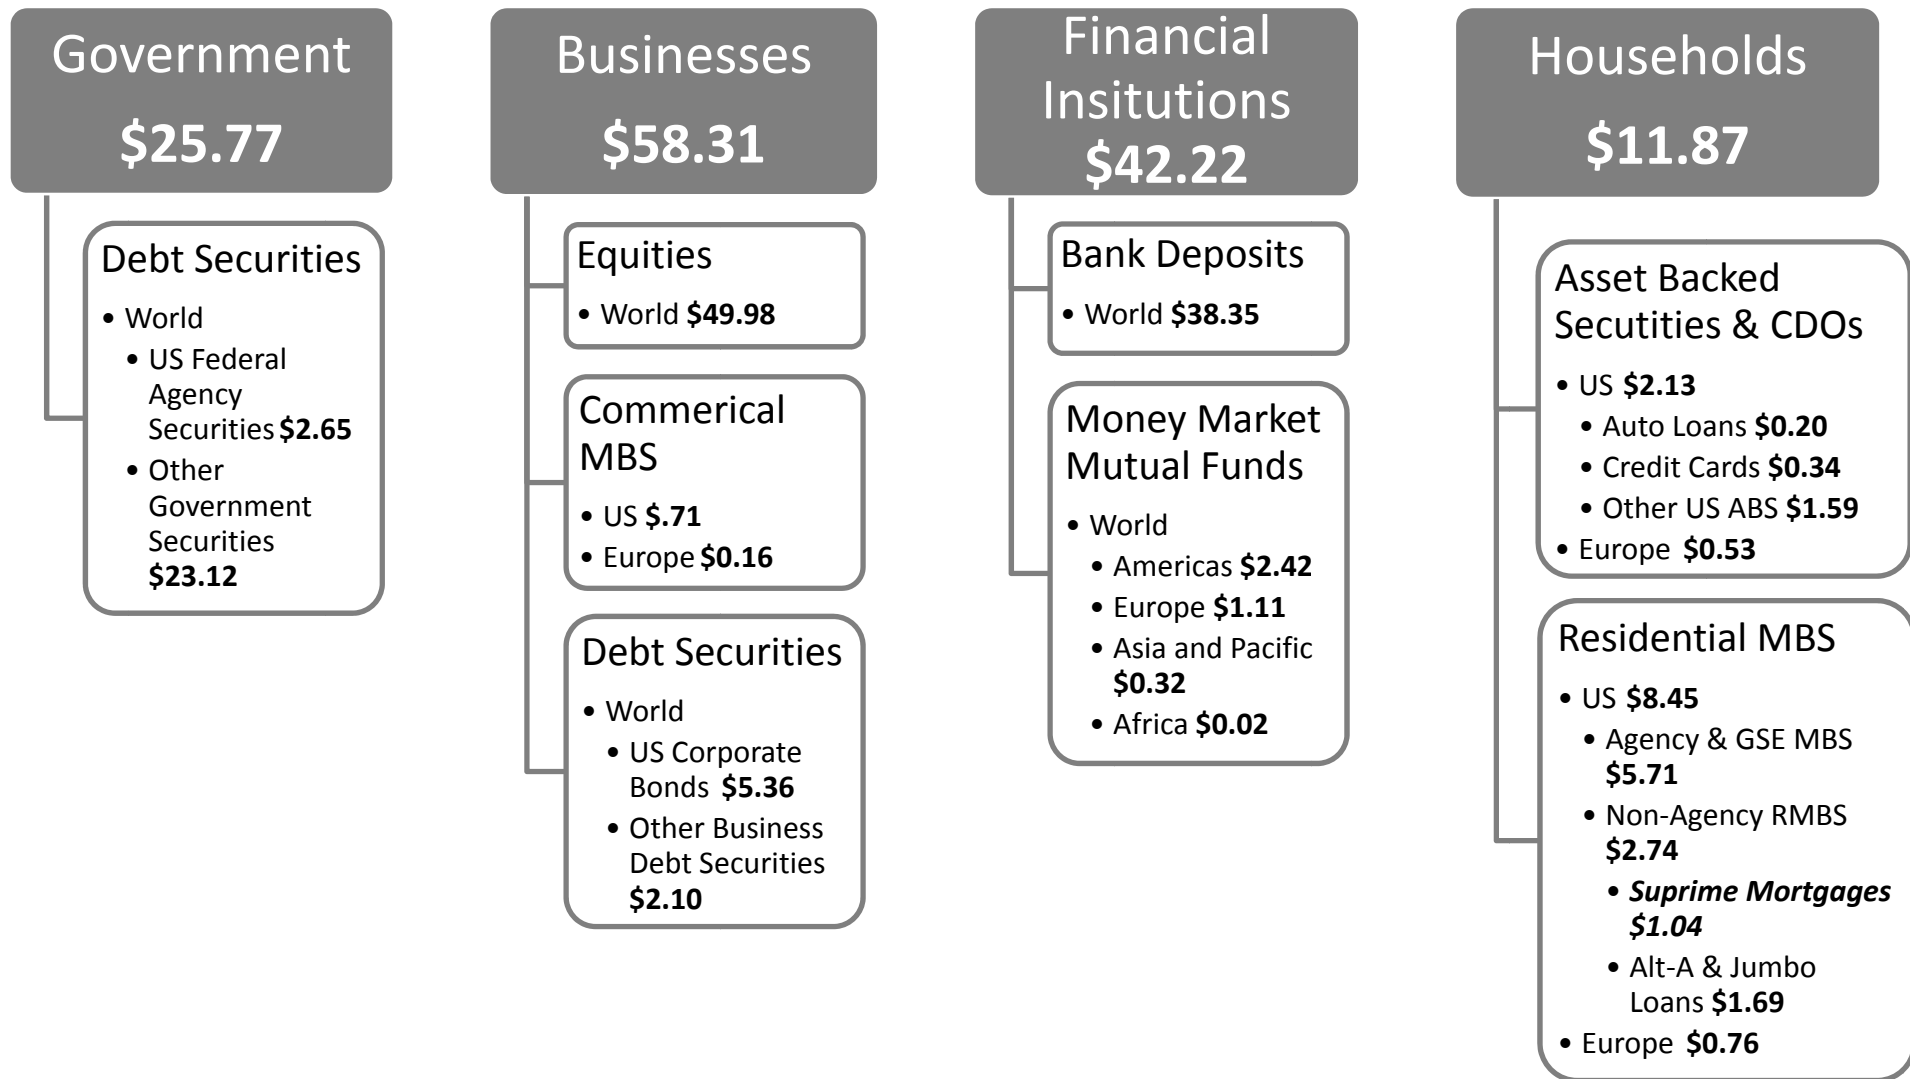 Government
$25.77
Debt Securities
• World
• US Federal
Agency
Securities $2.65
• Other
Government
Securities
$23.12
Businesses
$58.31
Equities
• World $49.98
Commerical
MBS
• US $.71
• Europe $0.16
Debt Securities
• World
• US Corporate
Bonds $5.36
• Other Business
Debt Securities
$2.10
Financial
Insitutions
$42.22
Bank Deposits
• World $38.35
Money Market
Mutual Funds
• World
• Americas $2.42
• Europe $1.11
• Asia and Pacific
$0.32
• Africa $0.02
Households
$11.87
Asset Backed
Secutities & CDOs
• US $2.13
• Auto Loans $0.20
• Credit Cards $0.34
• Other US ABS $1.59
• Europe $0.53
Residential MBS
• US $8.45
• Agency & GSE MBS
$5.71
• Non-Agency RMBS
$2.74
• Suprime Mortgages
$1.04
• Alt-A & Jumbo
Loans $1.69
• Europe $0.76